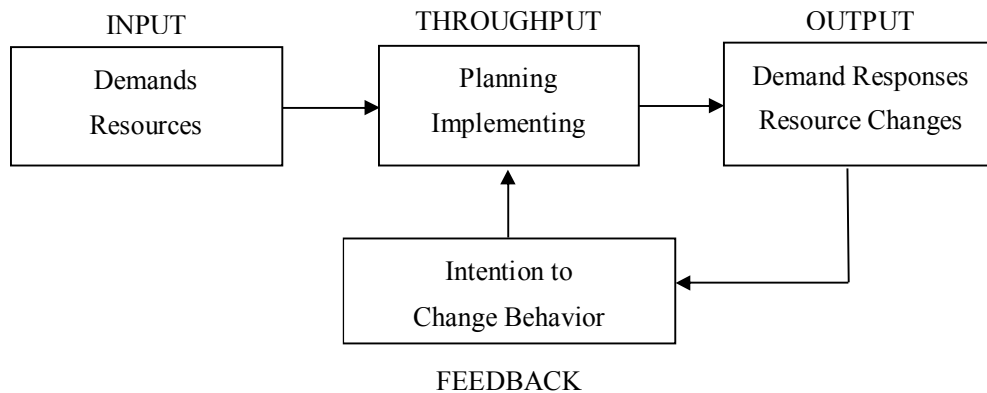 INPUT
THROUGHPUT
OUTPUT
Demands
Resources
Planning
Implementing
Demand Responses
Resource Changes
Intention to
Change Behavior
FEEDBACK